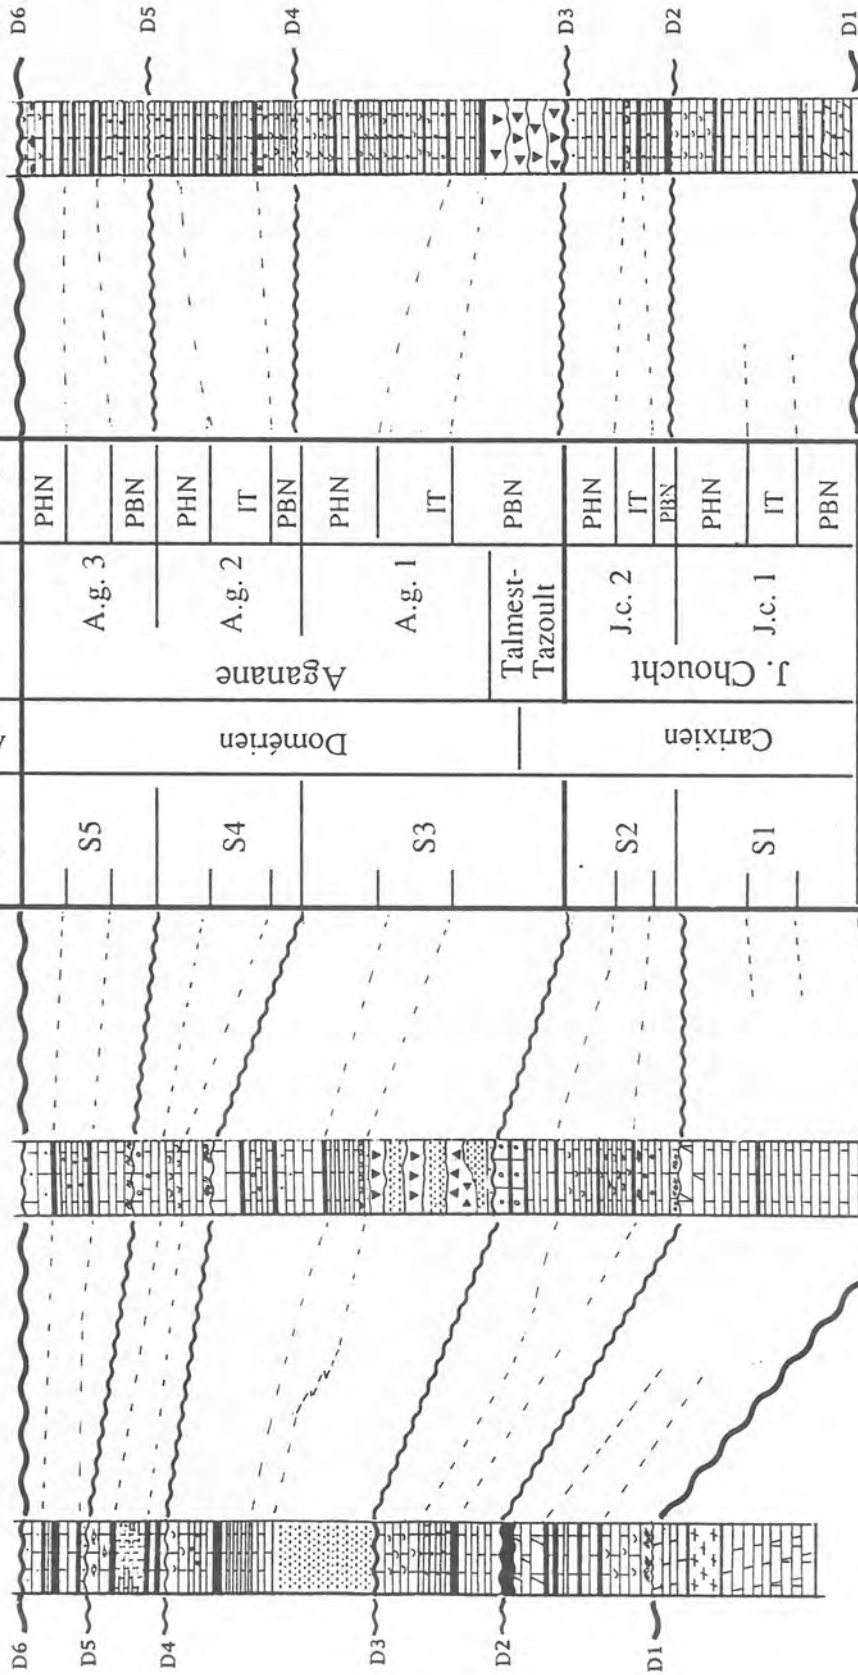 D6
D5
D4
D3
D2
D1
S5
S4
S3
S2
S1
Domérien
Carixien
Aganane
Talmest-
Tazoult
J. Choucht
A.g. 3
A.g. 2
A.g. 1
J.c. 2
J.c. 1
PHN
PBN
PHN
IT
PBN
PHN
IT
PBN
PHN
IT
PBN
PHN
IT
PBN
D6
D5
D4
D3
D2
D1